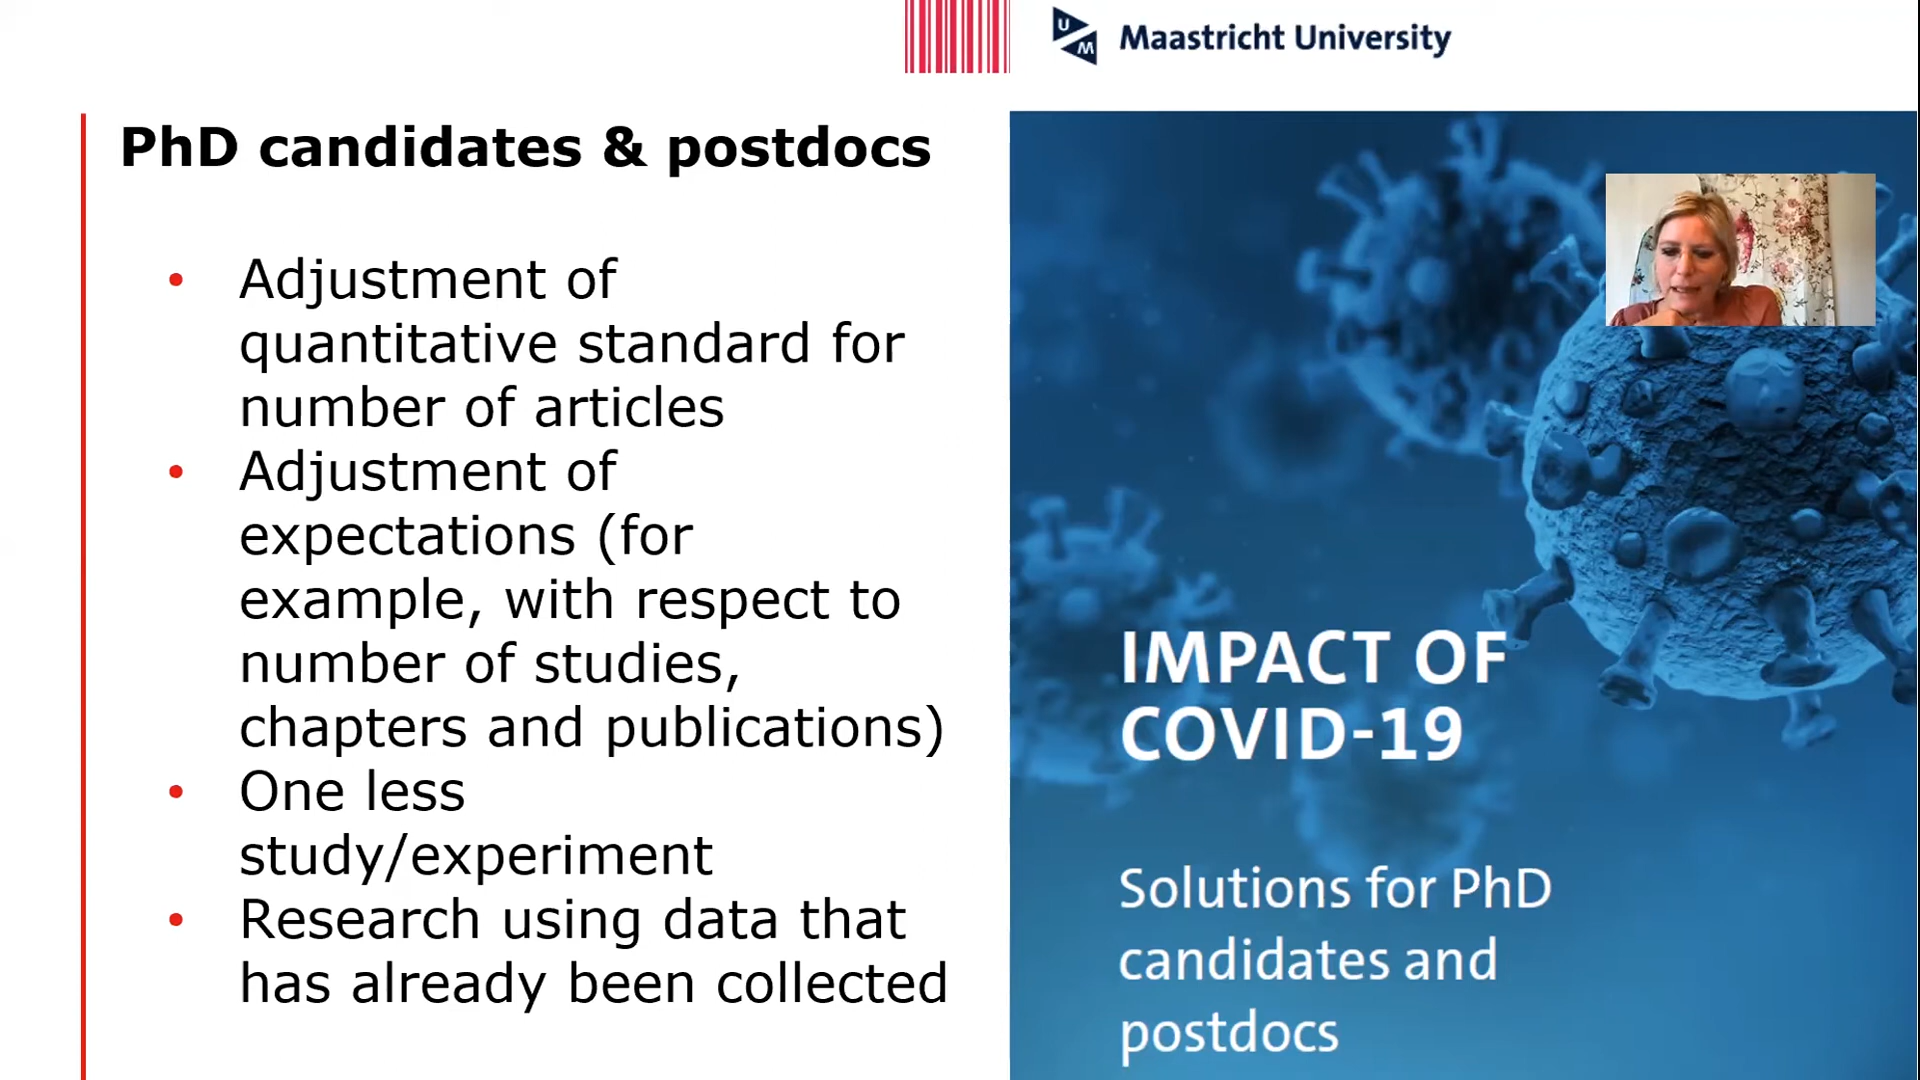 UM
Maastricht University
PhD candidates & postdocs
• Adjustment of
quantitative standard for
number of articles
• Adjustment of
expectations (for
example, with respect to
number of studies,
chapters and publications)
• One less
study/experiment
• Research using data that
has already been collected
IMPACT OF
COVID-19
Solutions for PhD
candidates and
postdocs